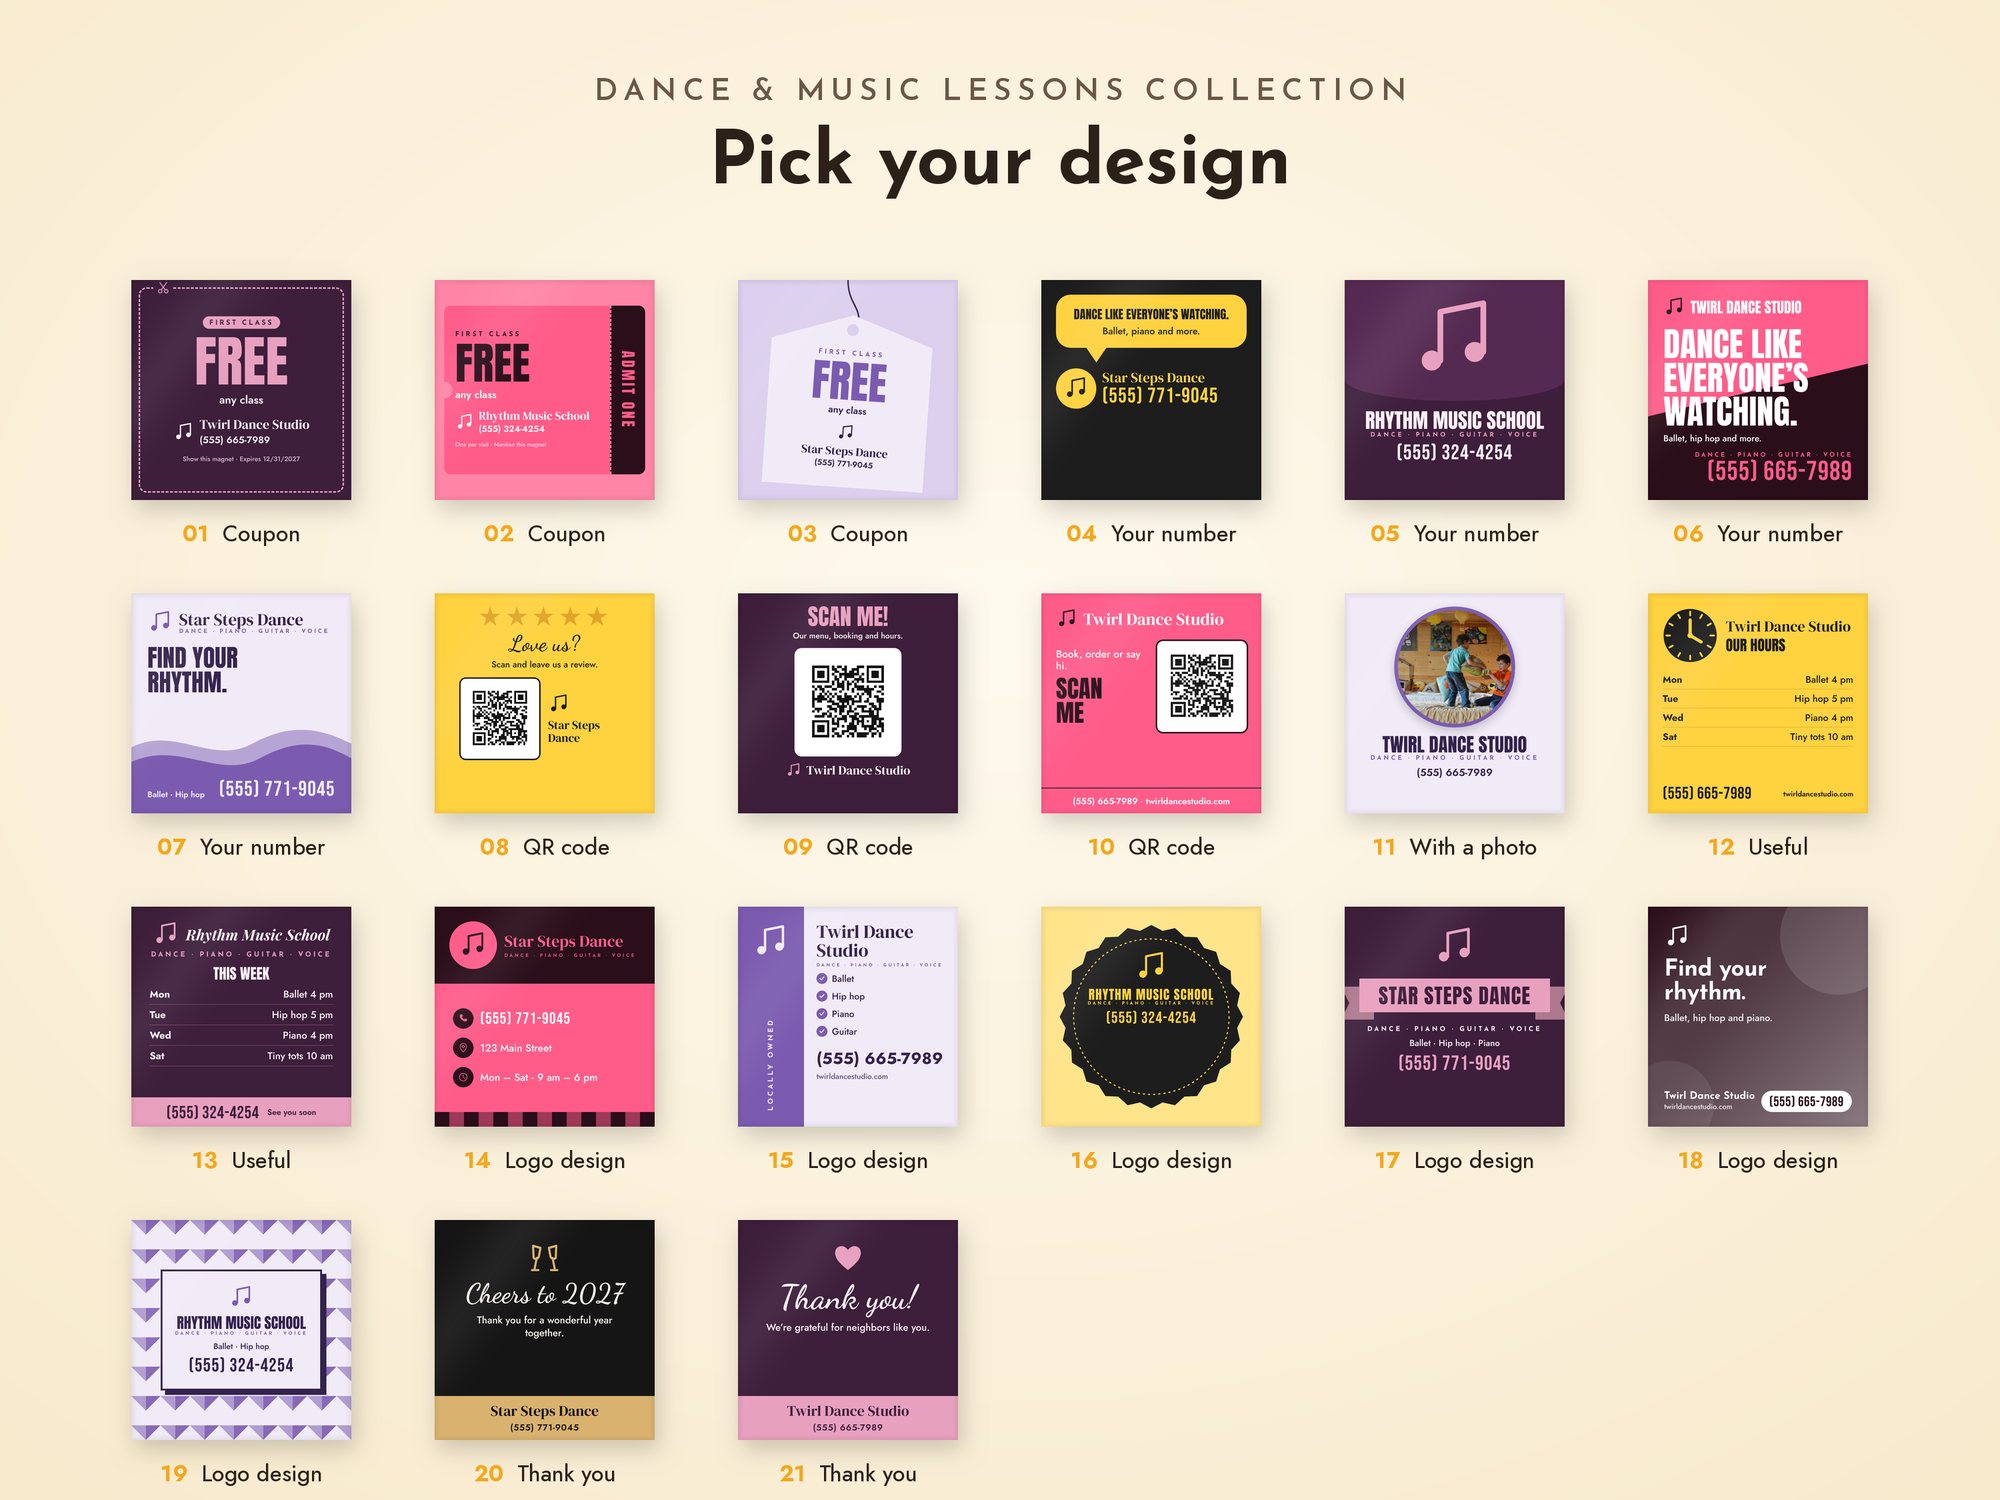 DANCE & MUSIC LESSONS COLLECTION
Pick your design
FIRST CLASS
FREE
any class
Twirl Dance Studio
(555) 665-7989
Show this magnet · Expires 12/31/2027
01 Coupon
FIRST CLASS
FREE
any class
Rhythm Music School
(555) 324-4254
One per visit · Mention this magnet
ADMIT ONE
02 Coupon
FIRST CLASS
FREE
any class
Star Steps Dance
(555) 771-9045
03 Coupon
DANCE LIKE EVERYONE'S WATCHING.
Ballet, piano and more.
Star Steps Dance
(555) 771-9045
04 Your number
RHYTHM MUSIC SCHOOL
DANCE · PIANO · GUITAR · VOICE
(555) 324-4254
05 Your number
TWIRL DANCE STUDIO
DANCE LIKE
EVERYONE'S
WATCHING.
Ballet, hip hop and more.
DANCE · PIANO · GUITAR · VOICE
(555) 665-7989
06 Your number
Star Steps Dance
DANCE · PIANO · GUITAR · VOICE
FIND YOUR
RHYTHM.
Ballet · Hip hop (555) 771-9045
07 Your number
Love us?
Scan and leave us a review.
Star Steps
Dance
08 QR code
SCAN ME!
Our menu, booking and hours.
Twirl Dance Studio
09 QR code
Twirl Dance Studio
Book, order or say
hi.
SCAN
ME
(555) 665-7989 · twirldancestudio.com
10 QR code
TWIRL DANCE STUDIO
DANCE · PIANO · GUITAR · VOICE
(555) 665-7989
11 With a photo
Twirl Dance Studio
OUR HOURS
Mon Ballet 4 pm
Tue Hip hop 5 pm
Wed Piano 4 pm
Sat Tiny tots 10 am
(555) 665-7989 twirldancestudio.com
12 Useful
Rhythm Music School
DANCE · PIANO · GUITAR · VOICE
THIS WEEK
Mon Ballet 4 pm
Tue Hip hop 5 pm
Wed Piano 4 pm
Sat Tiny tots 10 am
(555) 324-4254 See you soon
13 Useful
Star Steps Dance
DANCE · PIANO · GUITAR · VOICE
(555) 771-9045
123 Main Street
Mon – Sat · 9 am – 6 pm
14 Logo design
LOCALLY OWNED
Twirl Dance
Studio
DANCE · PIANO · GUITAR · VOICE
Ballet
Hip hop
Piano
Guitar
(555) 665-7989
twirldancestudio.com
15 Logo design
RHYTHM MUSIC SCHOOL
DANCE · PIANO · GUITAR · VOICE
(555) 324-4254
16 Logo design
STAR STEPS DANCE
DANCE · PIANO · GUITAR · VOICE
Ballet · Hip hop · Piano
(555) 771-9045
17 Logo design
Find your
rhythm.
Ballet, hip hop and piano.
Twirl Dance Studio
twirldancestudio.com
(555) 665-7989
18 Logo design
RHYTHM MUSIC SCHOOL
DANCE · PIANO · GUITAR · VOICE
Ballet · Hip hop
(555) 324-4254
19 Logo design
Cheers to 2027
Thank you for a wonderful year
together.
Star Steps Dance
(555) 771-9045
20 Thank you
Thank you!
We're grateful for neighbors like you.
Twirl Dance Studio
(555) 665-7989
21 Thank you